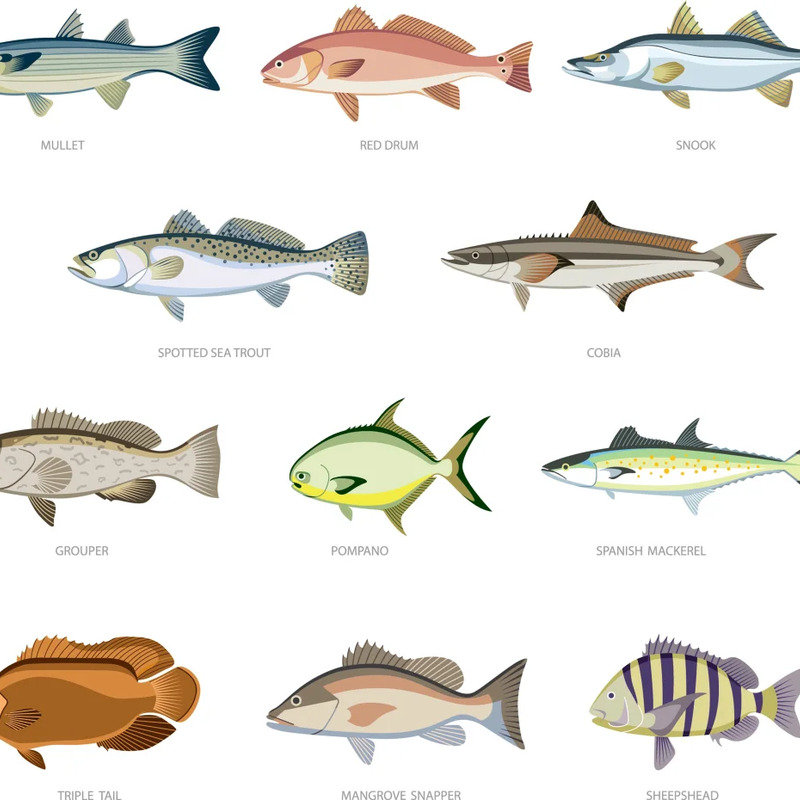 MULLET
RED DRUM
SNOOK
SPOTTED SEA TROUT
COBIA
GROUPER
POMPANO
SPANISH MACKEREL
TRIPLE TAIL
MANGROVE SNAPPER
SHEEPSHEAD